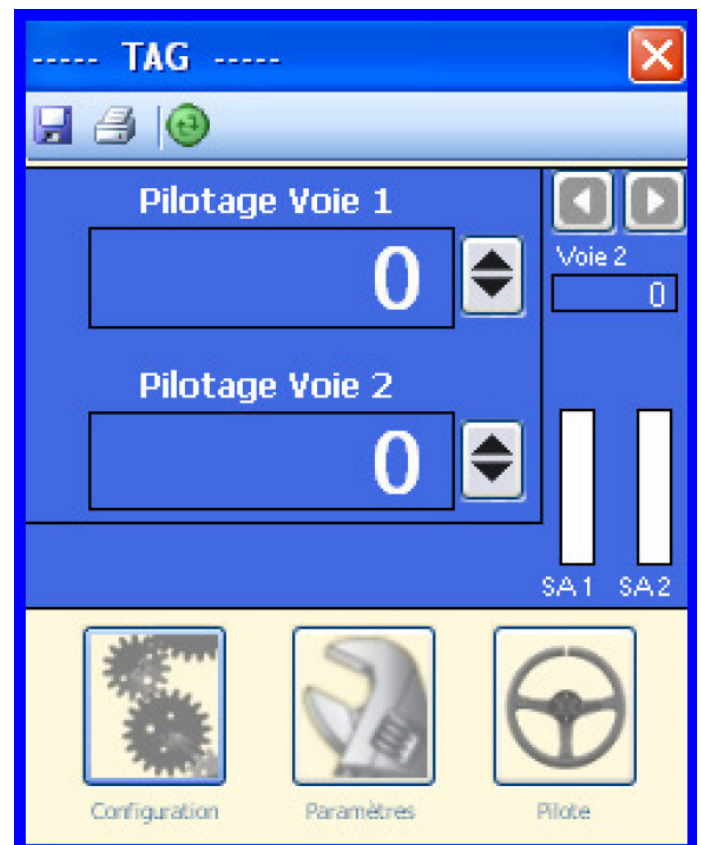 ----- TAG -----
Pilotage Voie 1
0
Voie 2
0
Pilotage Voie 2
0
SA1 SA2
Configuration Paramètres Pilote